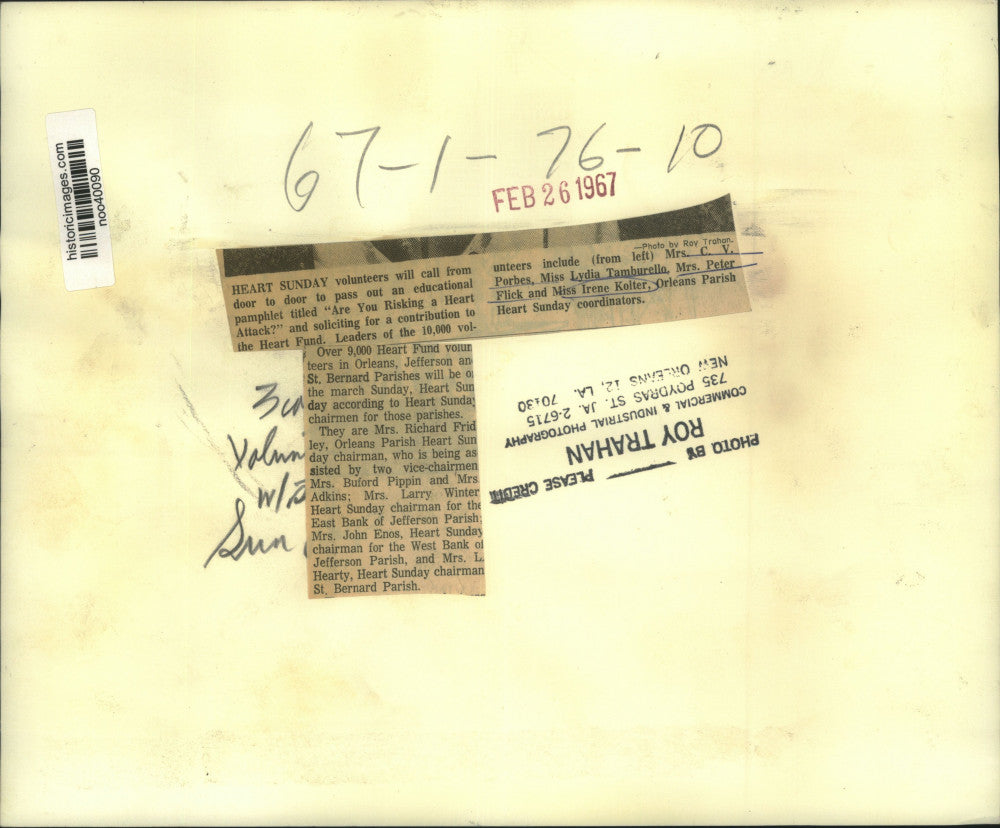 historicimages.com
noo40090
67-1-76-10
FEB 26 1967
—Photo by Roy Trahan.
HEART SUNDAY volunteers will call from
door to door to pass out an educational
pamphlet titled "Are You Risking a Heart
Attack?" and soliciting for a contribution to
the Heart Fund. Leaders of the 10,000 vol-
unteers include (from left) Mrs. C. V.
Porbes, Miss Lydia Tamburello, Mrs. Peter
Flick and Miss Irene Kolter, Orleans Parish
Heart Sunday coordinators.
Over 9,000 Heart Fund volun
teers in Orleans, Jefferson an
St. Bernard Parishes will be o
the march Sunday, Heart Sun
day according to Heart Sunday
chairmen for those parishes.
They are Mrs. Richard Frid
ley, Orleans Parish Heart Sun
day chairman, who is being as
sisted by two vice-chairmen
Mrs. Buford Pippin and Mrs
Adkins; Mrs. Larry Winter
Heart Sunday chairman for the
East Bank of Jefferson Parish;
Mrs. John Enos, Heart Sunday
chairman for the West Bank of
Jefferson Parish, and Mrs. L.
Hearty, Heart Sunday chairman
St. Bernard Parish.
Volun
Sun
PLEASE CREDIT
PHOTO BY
ROY TRAHAN
COMMERCIAL & INDUSTRIAL PHOTOGRAPHY
735 POYDRAS ST. JA. 2-6715
NEW ORLEANS 12, LA. 70130